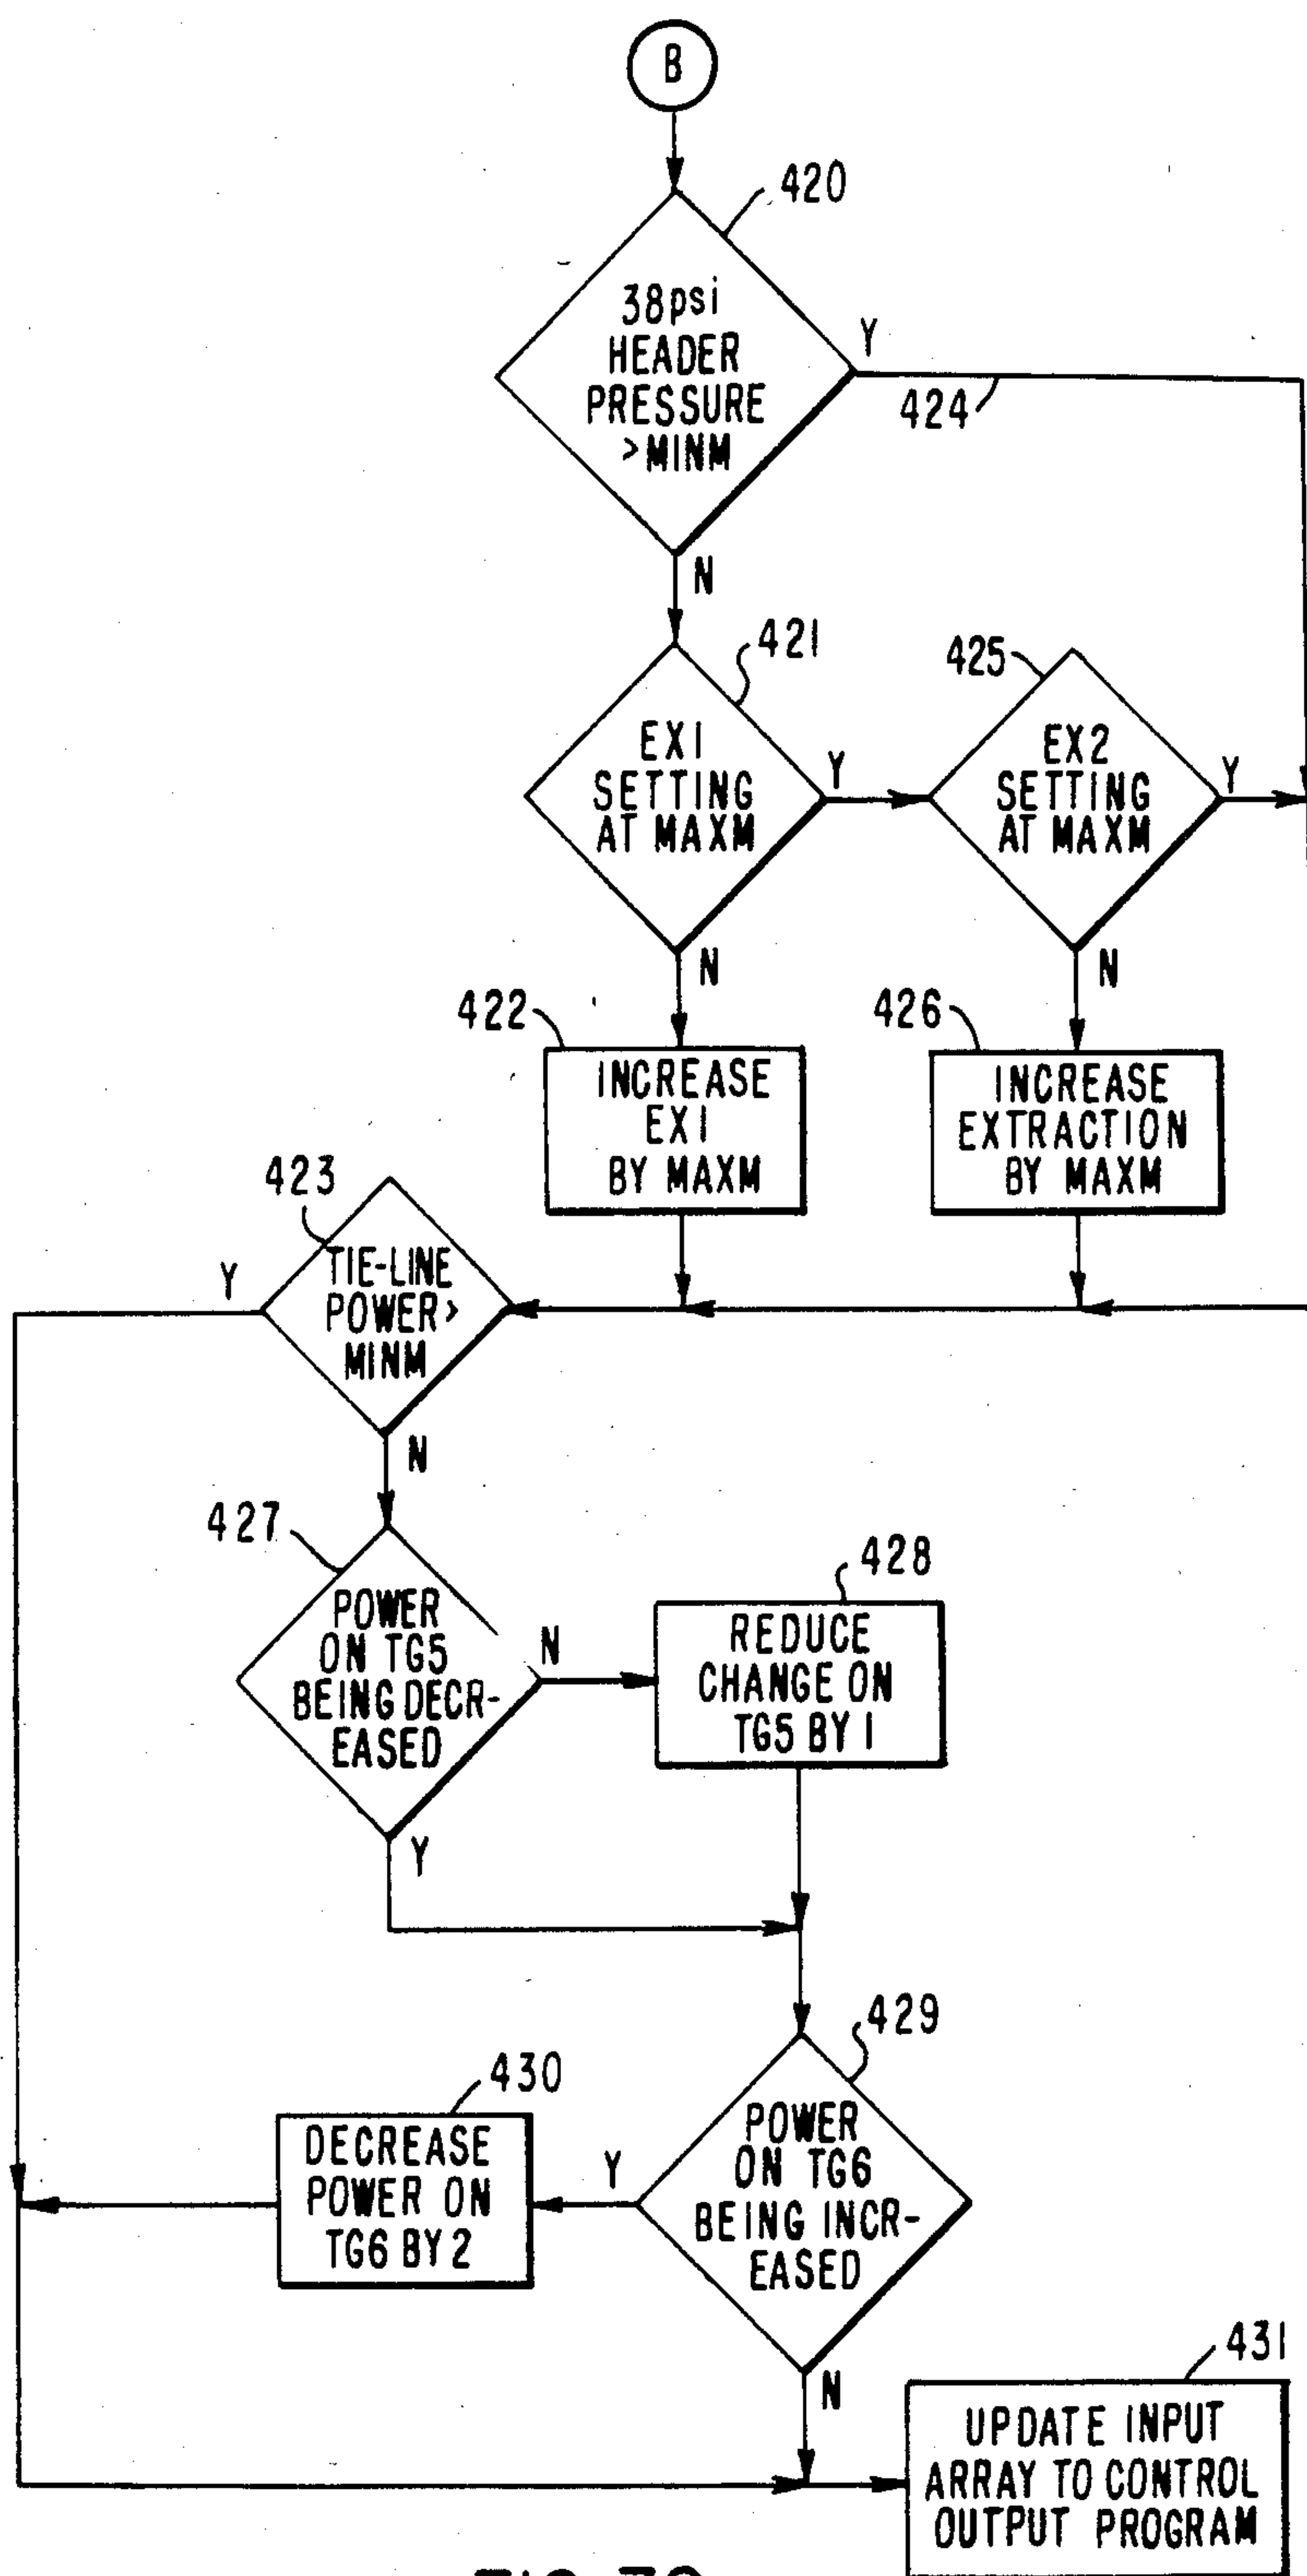 B
420
38psi
HEADER
PRESSURE
>MINM
Y
424
N
421
EX1
SETTING
AT MAXM
Y
425
EX2
SETTING
AT MAXM
Y
N
N
422
INCREASE
EX1
BY MAXM
426
INCREASE
EXTRACTION
BY MAXM
423
TIE-LINE
POWER>
MINM
Y
N
427
POWER
ON TG5
BEING DECR-
EASED
N
428
REDUCE
CHANGE ON
TG5 BY 1
Y
429
POWER
ON TG6
BEING INCR-
EASED
Y
430
DECREASE
POWER ON
TG6 BY 2
N
431
UPDATE INPUT
ARRAY TO CONTROL
OUTPUT PROGRAM